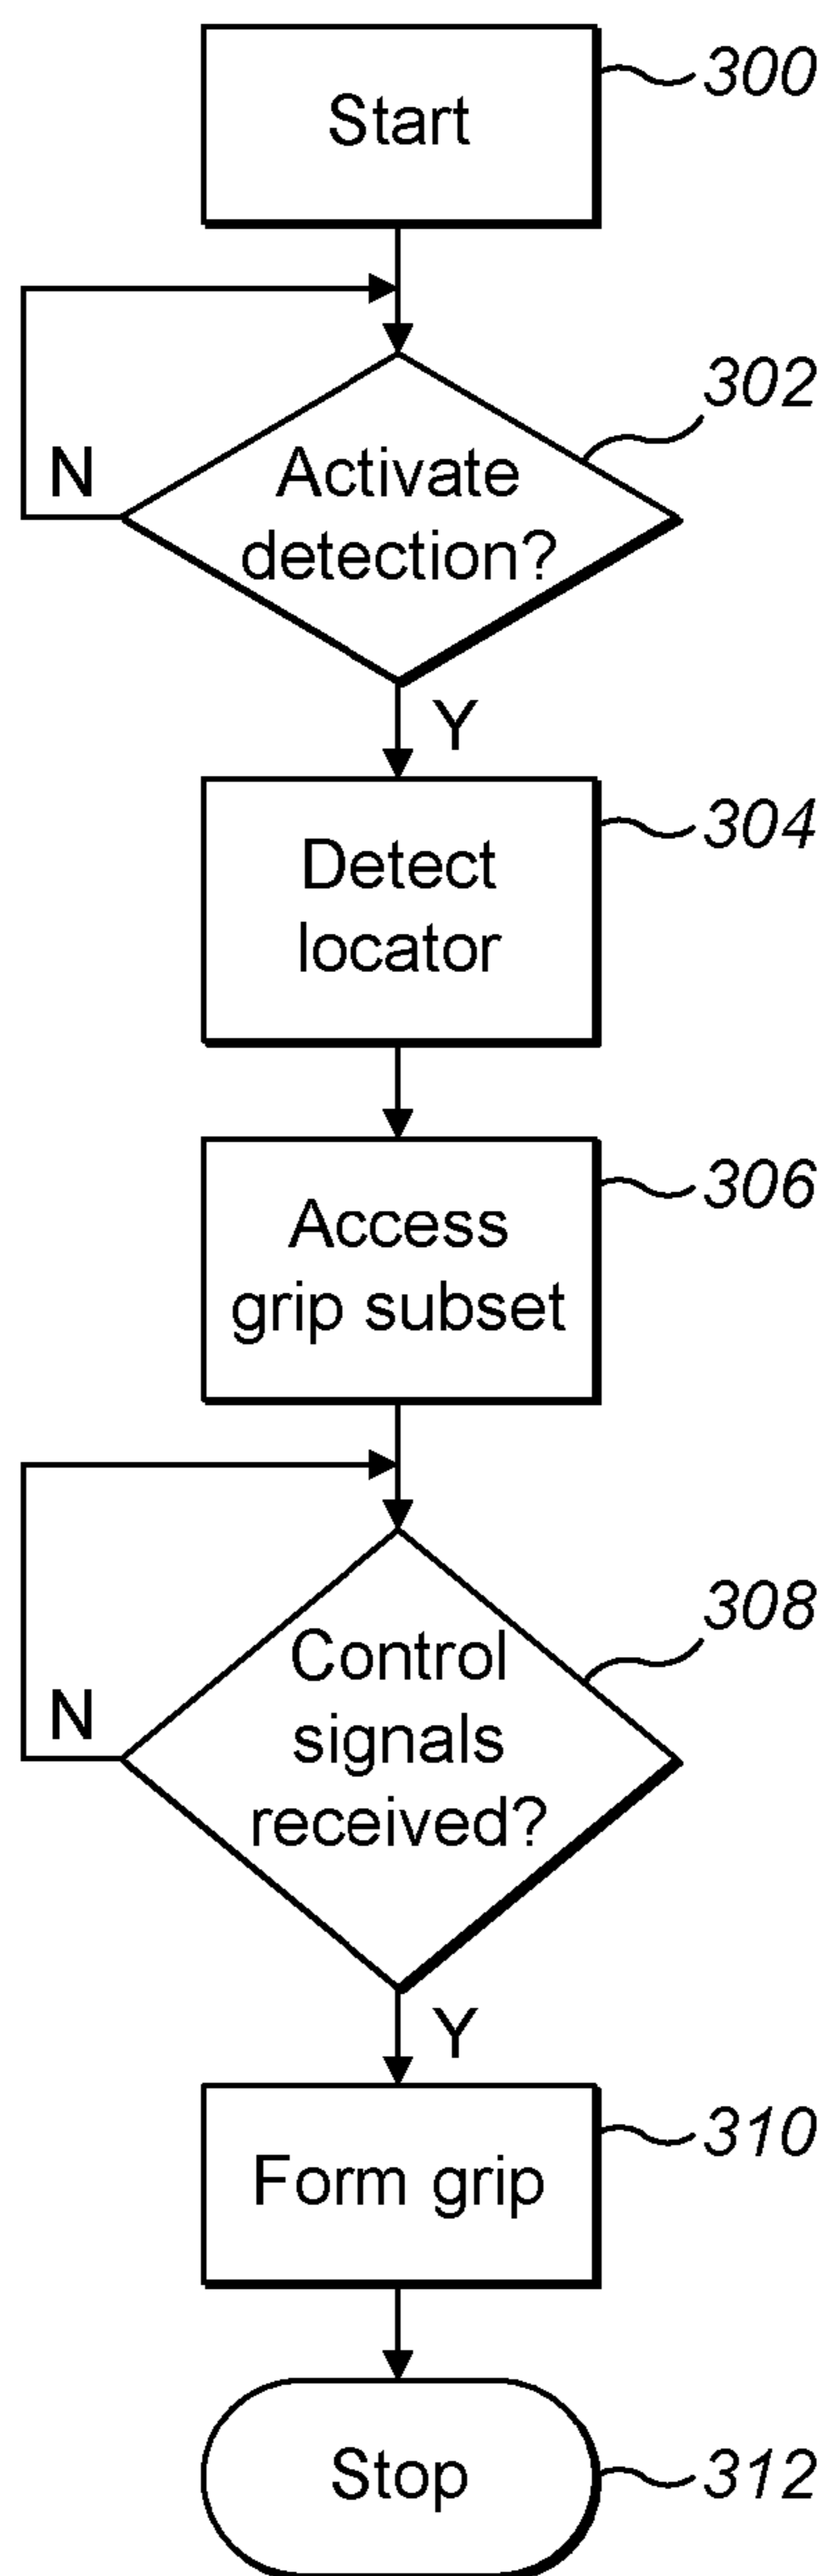 Start
300
302
Activate
detection?
N
Y
Detect
locator
304
Access
grip subset
306
308
Control
signals
received?
N
Y
Form grip
310
Stop
312